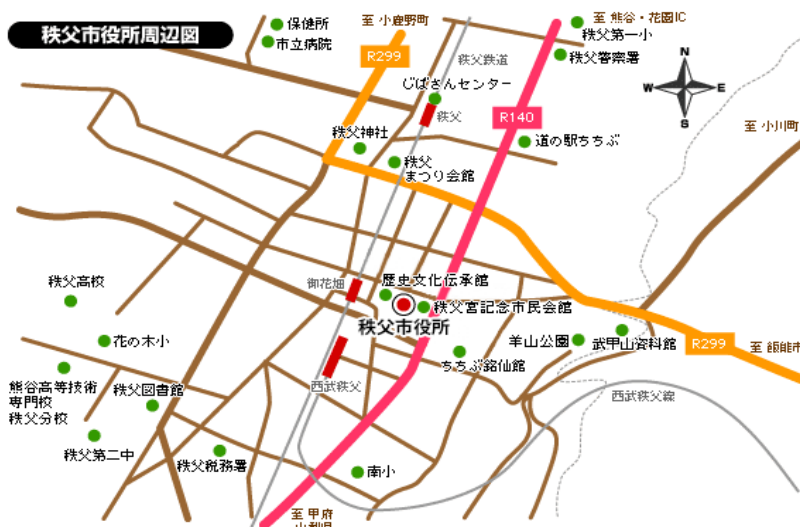 秩父市役所周辺図
保健所
市立病院
至 小鹿野町
至 熊谷・花園IC
秩父第一小
秩父警察署
R299
秩父鉄道
じばさんセンター
秩父
R140
N
W
E
S
至 小川町
秩父神社
秩父
まつり会館
道の駅ちちぶ
御花畑
歴史文化伝承館
秩父宮記念市民会館
秩父市役所
秩父高校
花の木小
羊山公園
武甲山資料館
R299
至 飯能市
ちちぶ銘仙館
熊谷高等技術
専門校
秩父分校
秩父図書館
西武秩父
西武秩父線
秩父第二中
秩父税務署
南小
至 甲府